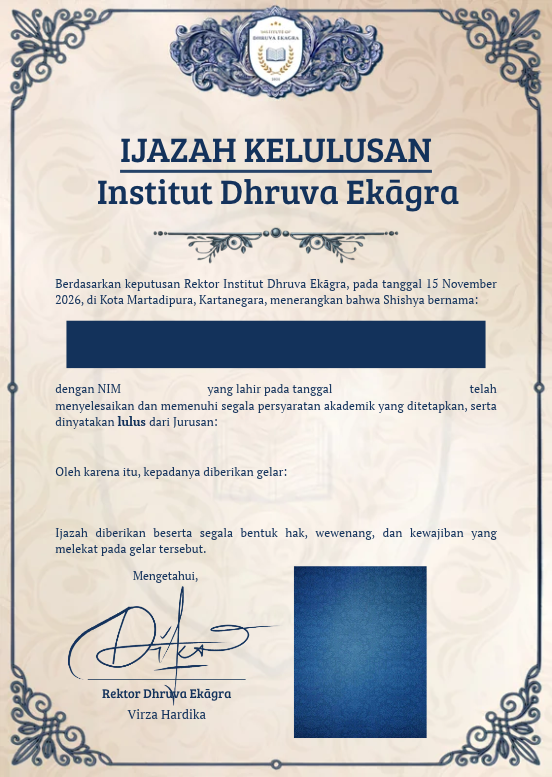 INSTITUT OF
DHRUVA EKAGRA
IJAZAH KELULUSAN
Institut Dhruva Ekāgra
Berdasarkan keputusan Rektor Institut Dhruva Ekāgra, pada tanggal 15 November
2026, di Kota Martadipura, Kartanegara, menerangkan bahwa Shishya bernama:
dengan NIM yang lahir pada tanggal telah
menyelesaikan dan memenuhi segala persyaratan akademik yang ditetapkan, serta
dinyatakan lulus dari Jurusan:
Oleh karena itu, kepadanya diberikan gelar:
Ijazah diberikan beserta segala bentuk hak, wewenang, dan kewajiban yang
melekat pada gelar tersebut.
Mengetahui,
Rektor Dhruva Ekāgra
Virza Hardika